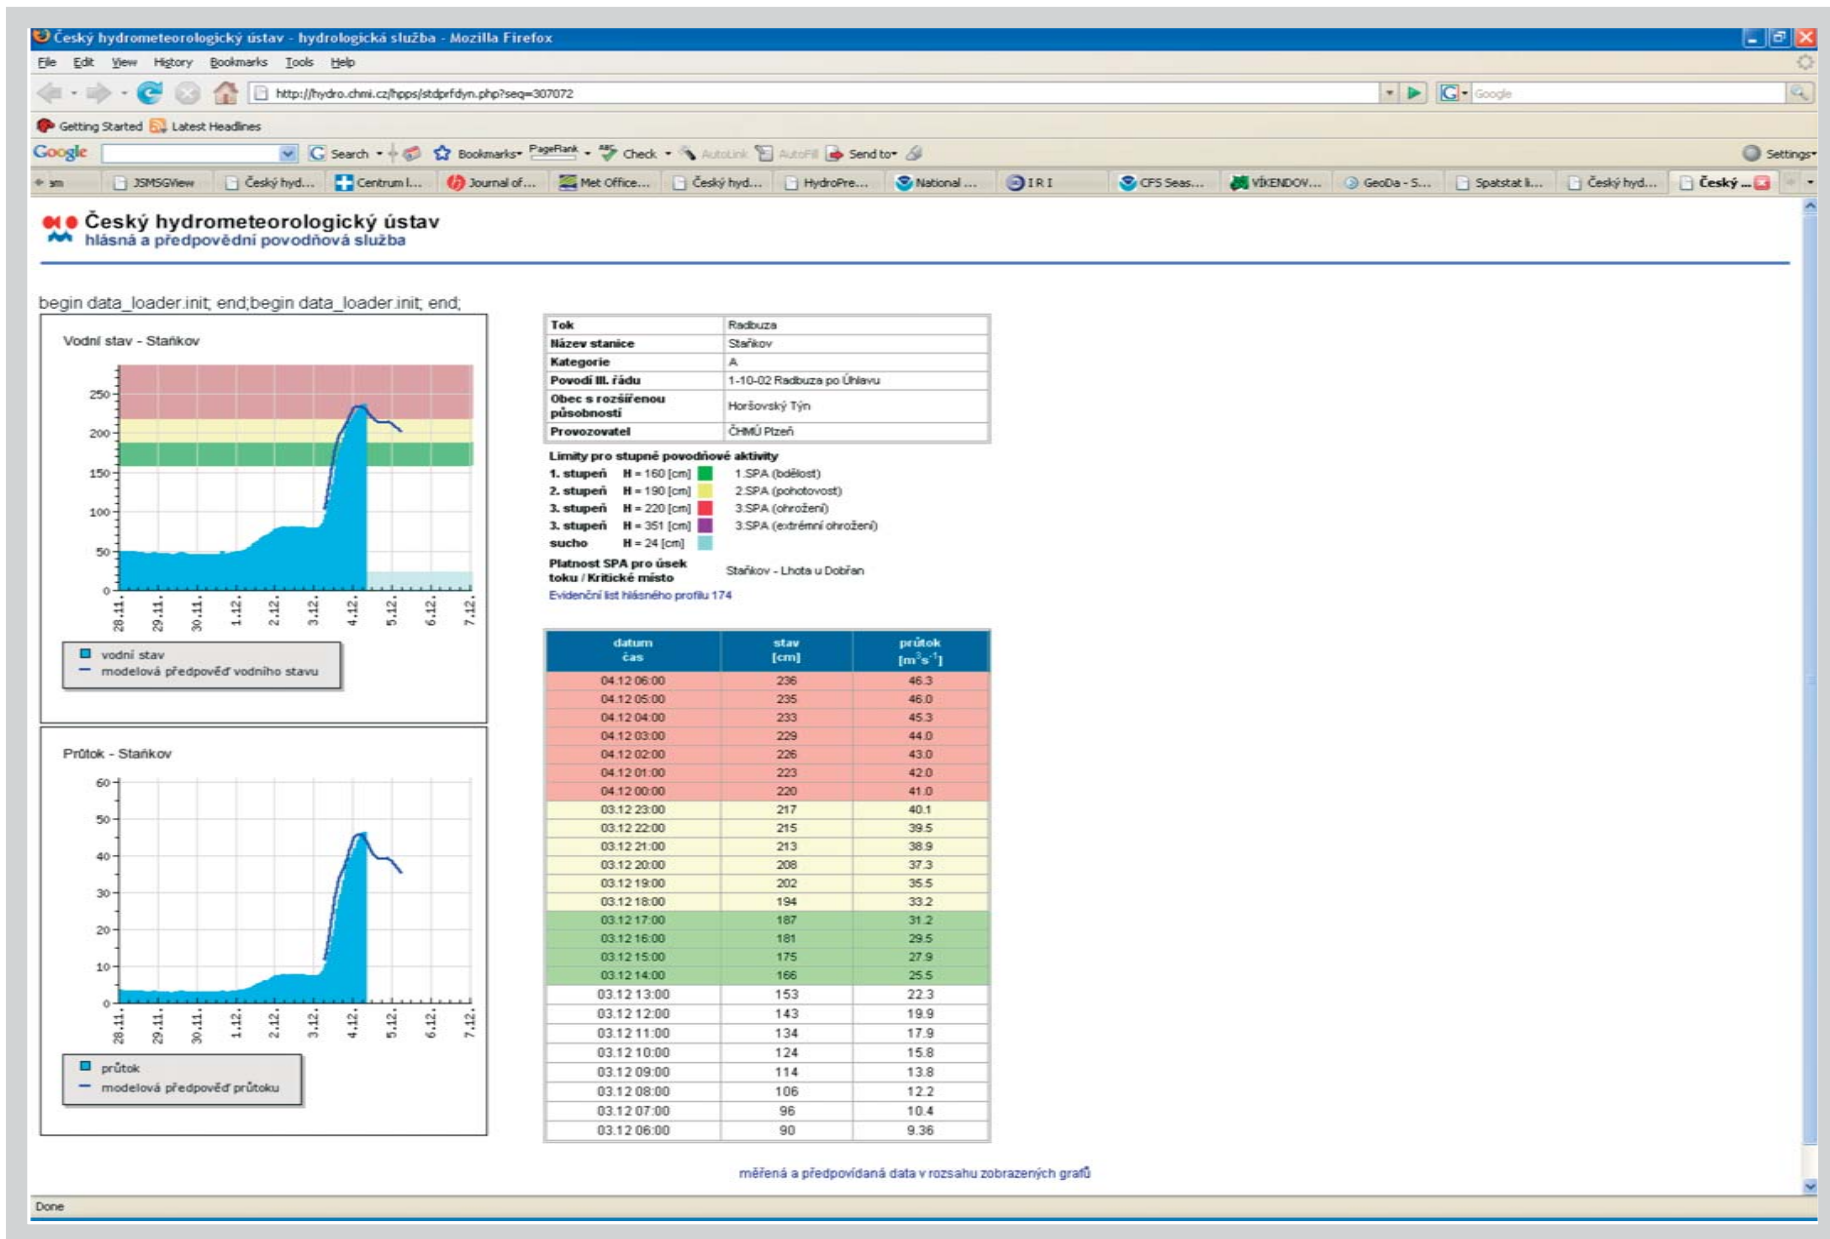 Český hydrometeorologický ústav - hydrologická služba - Mozilla Firefox
File Edit View History Bookmarks Tools Help
http://hydro.chmi.cz/hpps/stdprfdyn.php?seq=307072
Google
Getting Started Latest Headlines
Google Search Bookmarks PageRank Check AutoLink AutoFill Send to Settings
sm JSMSGView Český hyd... Centrum l... Journal of... Met Office... Český hyd... HydroPre... National ... I R I CFS Seas... VÍKENDOV... GeoDa - S... Spatstat li... Český hyd... Český ...
Český hydrometeorologický ústav
hlásná a předpovědní povodňová služba
begin data_loader.init; end;begin data_loader.init; end;
Vodní stav - Staňkov
250
200
150
100
50
0
28.11. 29.11. 30.11. 1.12. 2.12. 3.12. 4.12. 5.12. 6.12. 7.12.
vodní stav
modelová předpověď vodního stavu
Průtok - Staňkov
60
50
40
30
20
10
0
28.11. 29.11. 30.11. 1.12. 2.12. 3.12. 4.12. 5.12. 6.12. 7.12.
průtok
modelová předpověď průtoku
Tok Radbuza
Název stanice Staňkov
Kategorie A
Povodí III. řádu 1-10-02 Radbuza po Úhlavu
Obec s rozšířenou
působností Horšovský Týn
Provozovatel ČHMÚ Plzeň
Limity pro stupně povodňové aktivity
1. stupeň H = 160 [cm] 1.SPA (bdělost)
2. stupeň H = 190 [cm] 2.SPA (pohotovost)
3. stupeň H = 220 [cm] 3.SPA (ohrožení)
3. stupeň H = 351 [cm] 3.SPA (extrémní ohrožení)
sucho H = 24 [cm]
Platnost SPA pro úsek
toku / Kritické místo Staňkov - Lhota u Dobřan
Evidenční list hlásného profilu 174
datum stav průtok
čas [cm] [m³s⁻¹]
04.12 06:00 236 46.3
04.12 05:00 235 46.0
04.12 04:00 233 45.3
04.12 03:00 229 44.0
04.12 02:00 226 43.0
04.12 01:00 223 42.0
04.12 00:00 220 41.0
03.12 23:00 217 40.1
03.12 22:00 215 39.5
03.12 21:00 213 38.9
03.12 20:00 208 37.3
03.12 19:00 202 35.5
03.12 18:00 194 33.2
03.12 17:00 187 31.2
03.12 16:00 181 29.5
03.12 15:00 175 27.9
03.12 14:00 166 25.5
03.12 13:00 153 22.3
03.12 12:00 143 19.9
03.12 11:00 134 17.9
03.12 10:00 124 15.8
03.12 09:00 114 13.8
03.12 08:00 106 12.2
03.12 07:00 96 10.4
03.12 06:00 90 9.36
měřená a předpovídaná data v rozsahu zobrazených grafů
Done